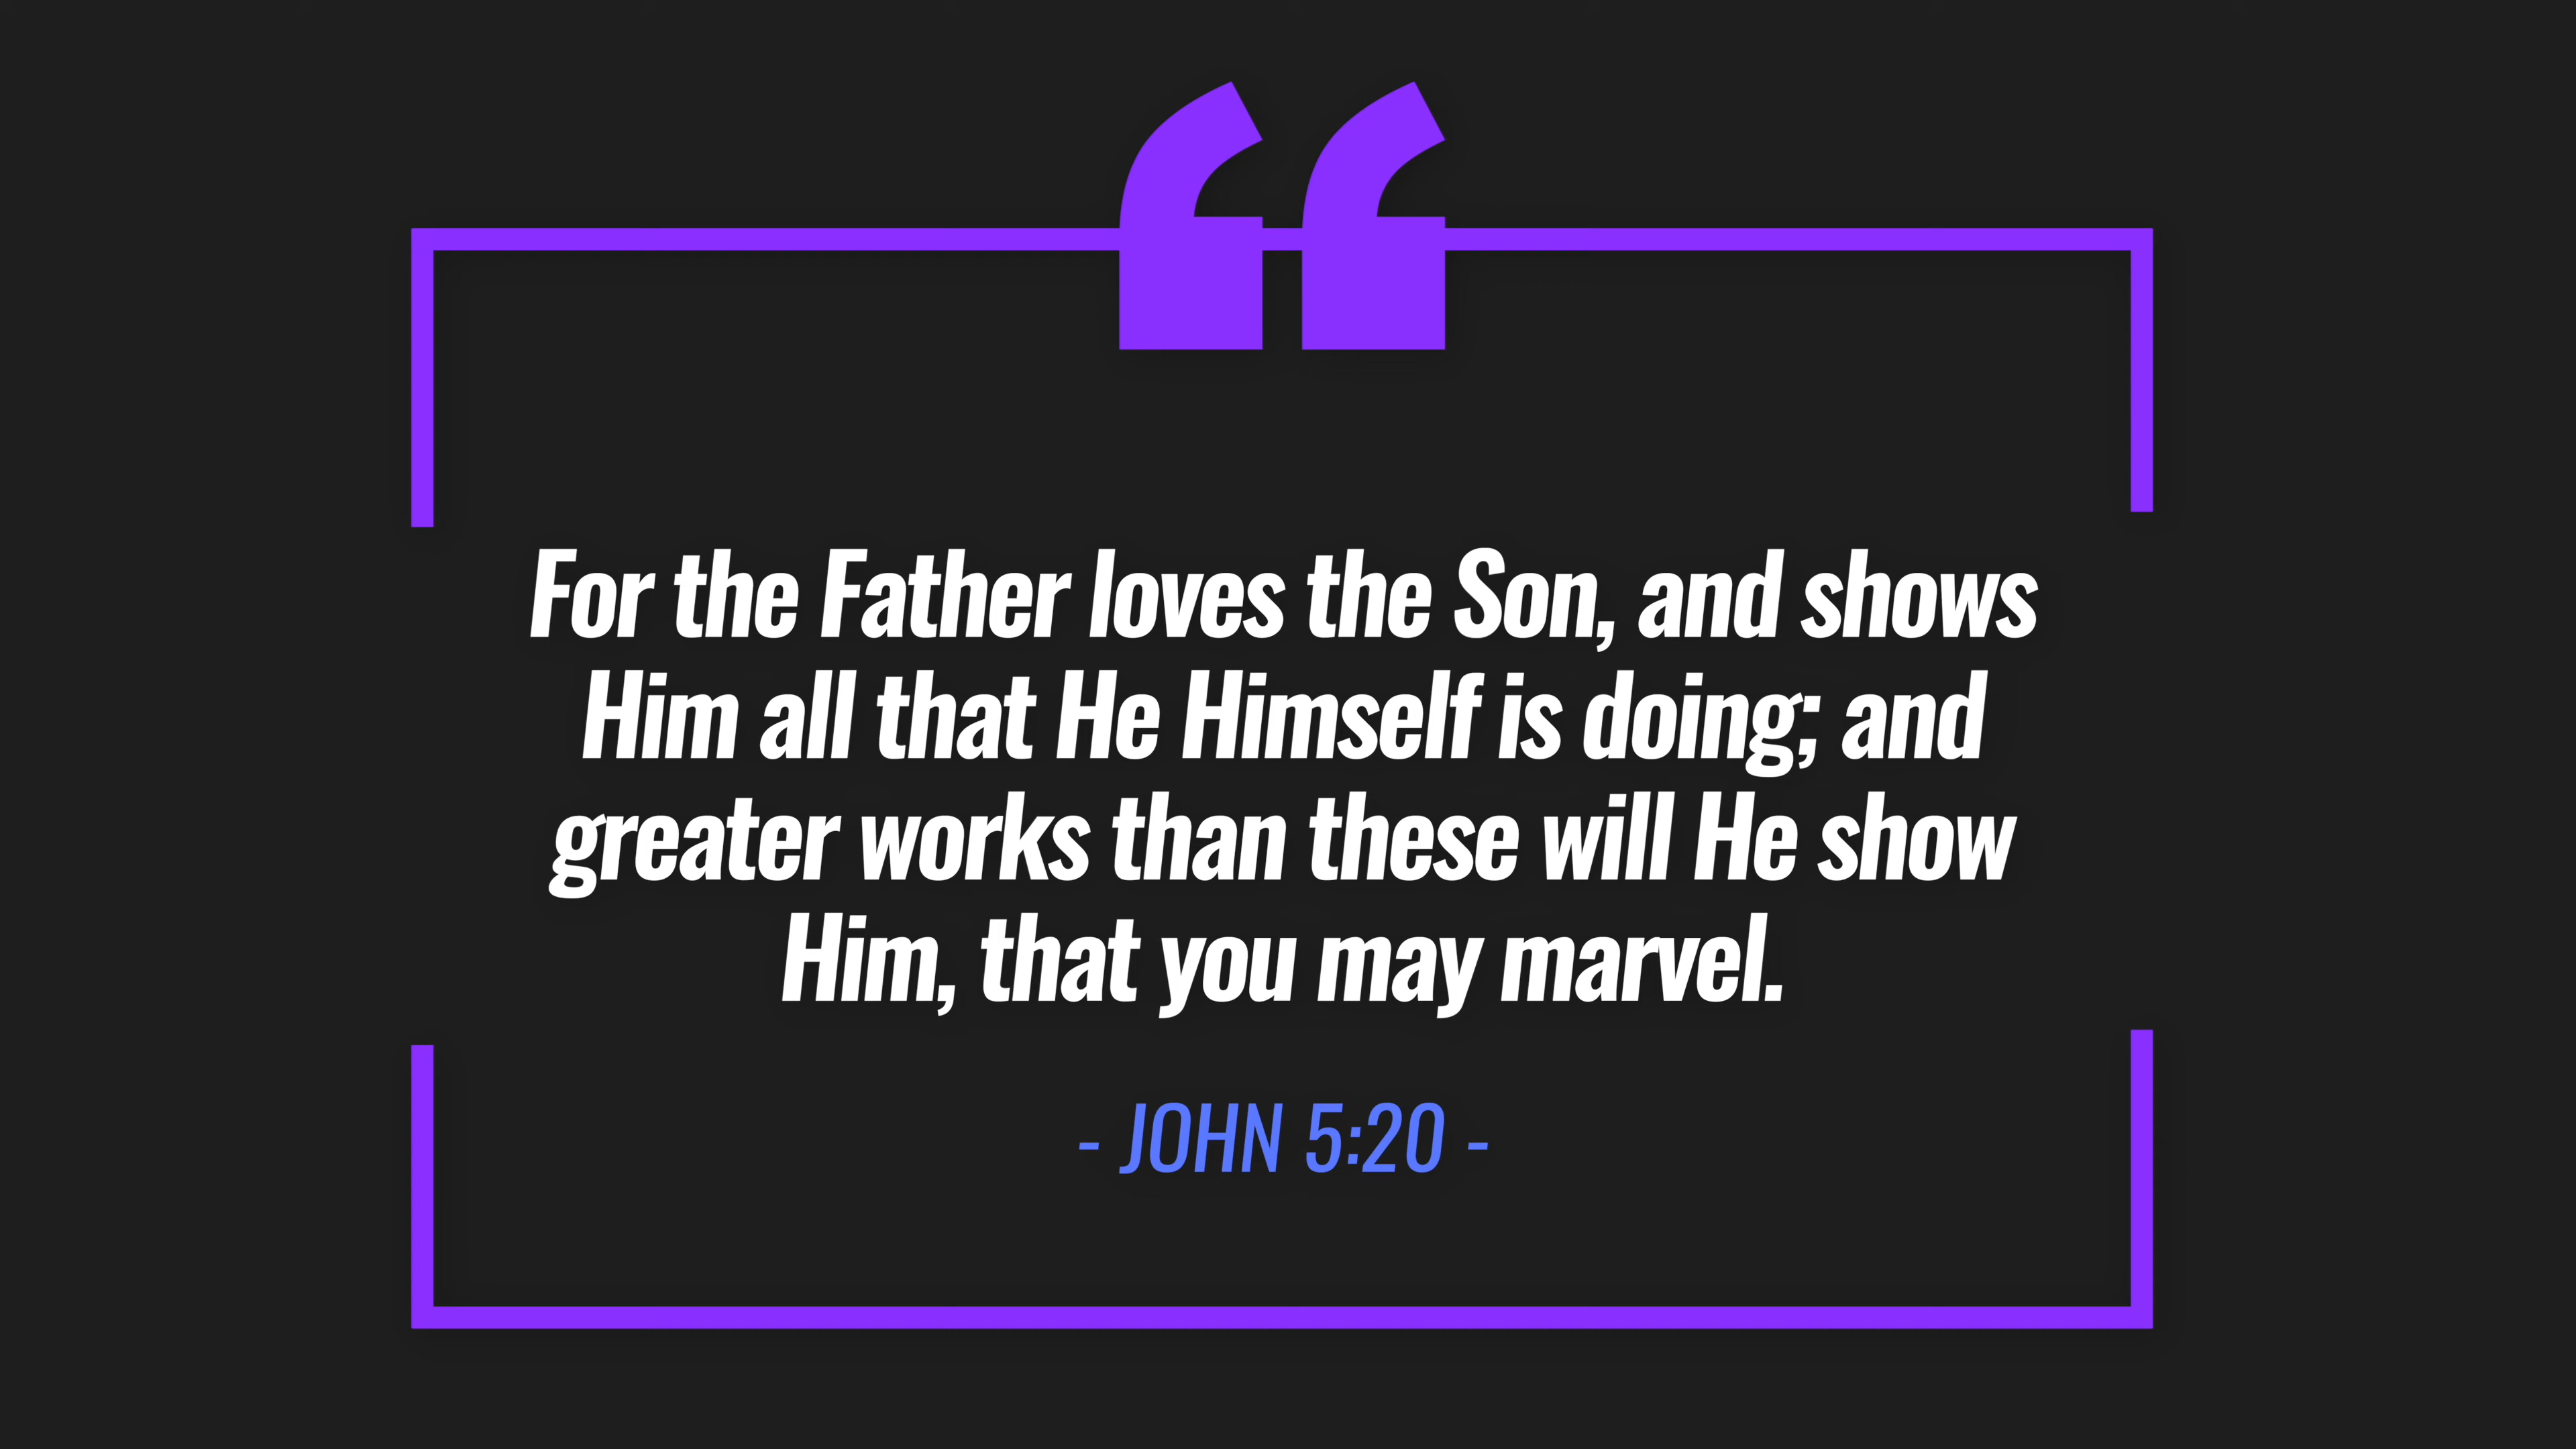 “
For the Father loves the Son, and shows
Him all that He Himself is doing; and
greater works than these will He show
Him, that you may marvel.
- JOHN 5:20 -